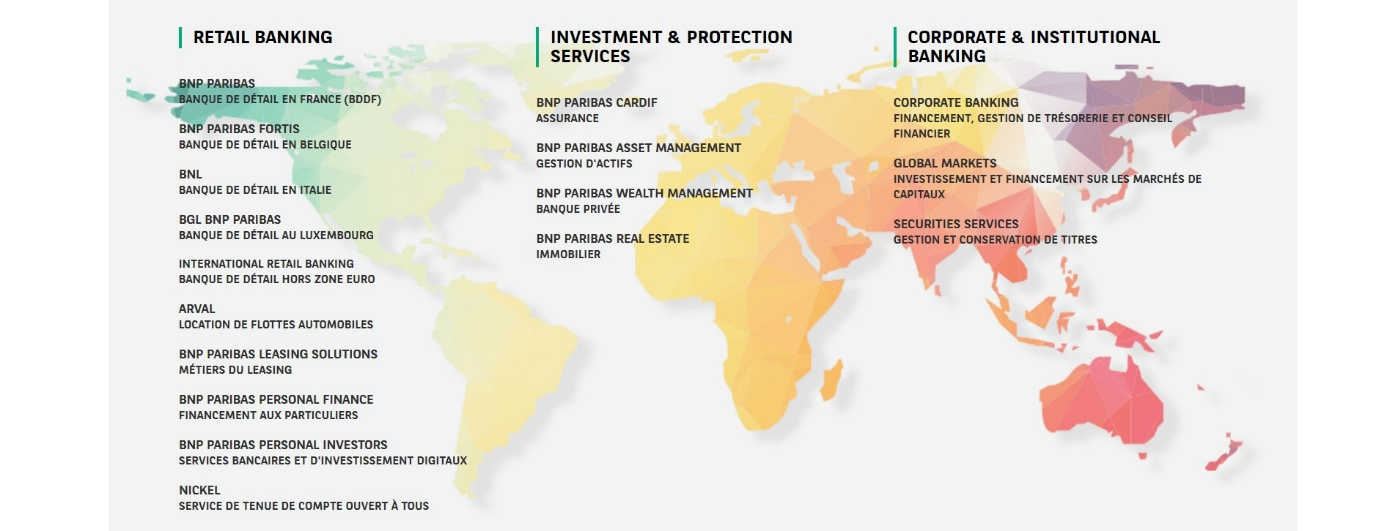 RETAIL BANKING
BNP PARIBAS
BANQUE DE DÉTAIL EN FRANCE (BDDF)
BNP PARIBAS FORTIS
BANQUE DE DÉTAIL EN BELGIQUE
BNL
BANQUE DE DÉTAIL EN ITALIE
BGL BNP PARIBAS
BANQUE DE DÉTAIL AU LUXEMBOURG
INTERNATIONAL RETAIL BANKING
BANQUE DE DÉTAIL HORS ZONE EURO
ARVAL
LOCATION DE FLOTTES AUTOMOBILES
BNP PARIBAS LEASING SOLUTIONS
MÉTIERS DU LEASING
BNP PARIBAS PERSONAL FINANCE
FINANCEMENT AUX PARTICULIERS
BNP PARIBAS PERSONAL INVESTORS
SERVICES BANCAIRES ET D'INVESTISSEMENT DIGITAUX
NICKEL
SERVICE DE TENUE DE COMPTE OUVERT À TOUS
INVESTMENT & PROTECTION
SERVICES
BNP PARIBAS CARDIF
ASSURANCE
BNP PARIBAS ASSET MANAGEMENT
GESTION D'ACTIFS
BNP PARIBAS WEALTH MANAGEMENT
BANQUE PRIVÉE
BNP PARIBAS REAL ESTATE
IMMOBILIER
CORPORATE & INSTITUTIONAL
BANKING
CORPORATE BANKING
FINANCEMENT, GESTION DE TRÉSORERIE ET CONSEIL
FINANCIER
GLOBAL MARKETS
INVESTISSEMENT ET FINANCEMENT SUR LES MARCHÉS DE
CAPITAUX
SECURITIES SERVICES
GESTION ET CONSERVATION DE TITRES